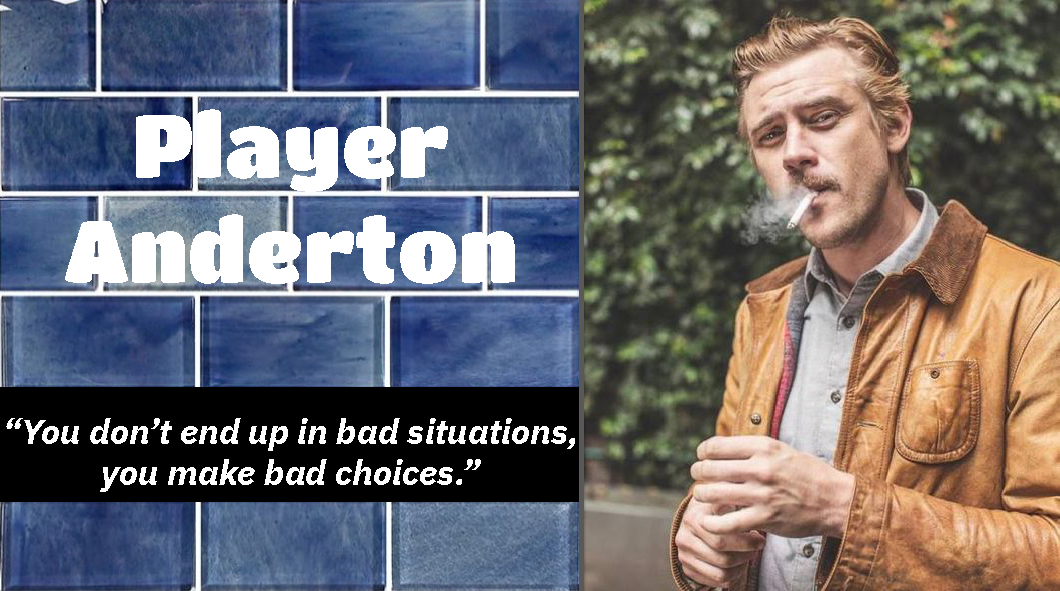 Player
Anderton
“You don’t end up in bad situations,
you make bad choices.”